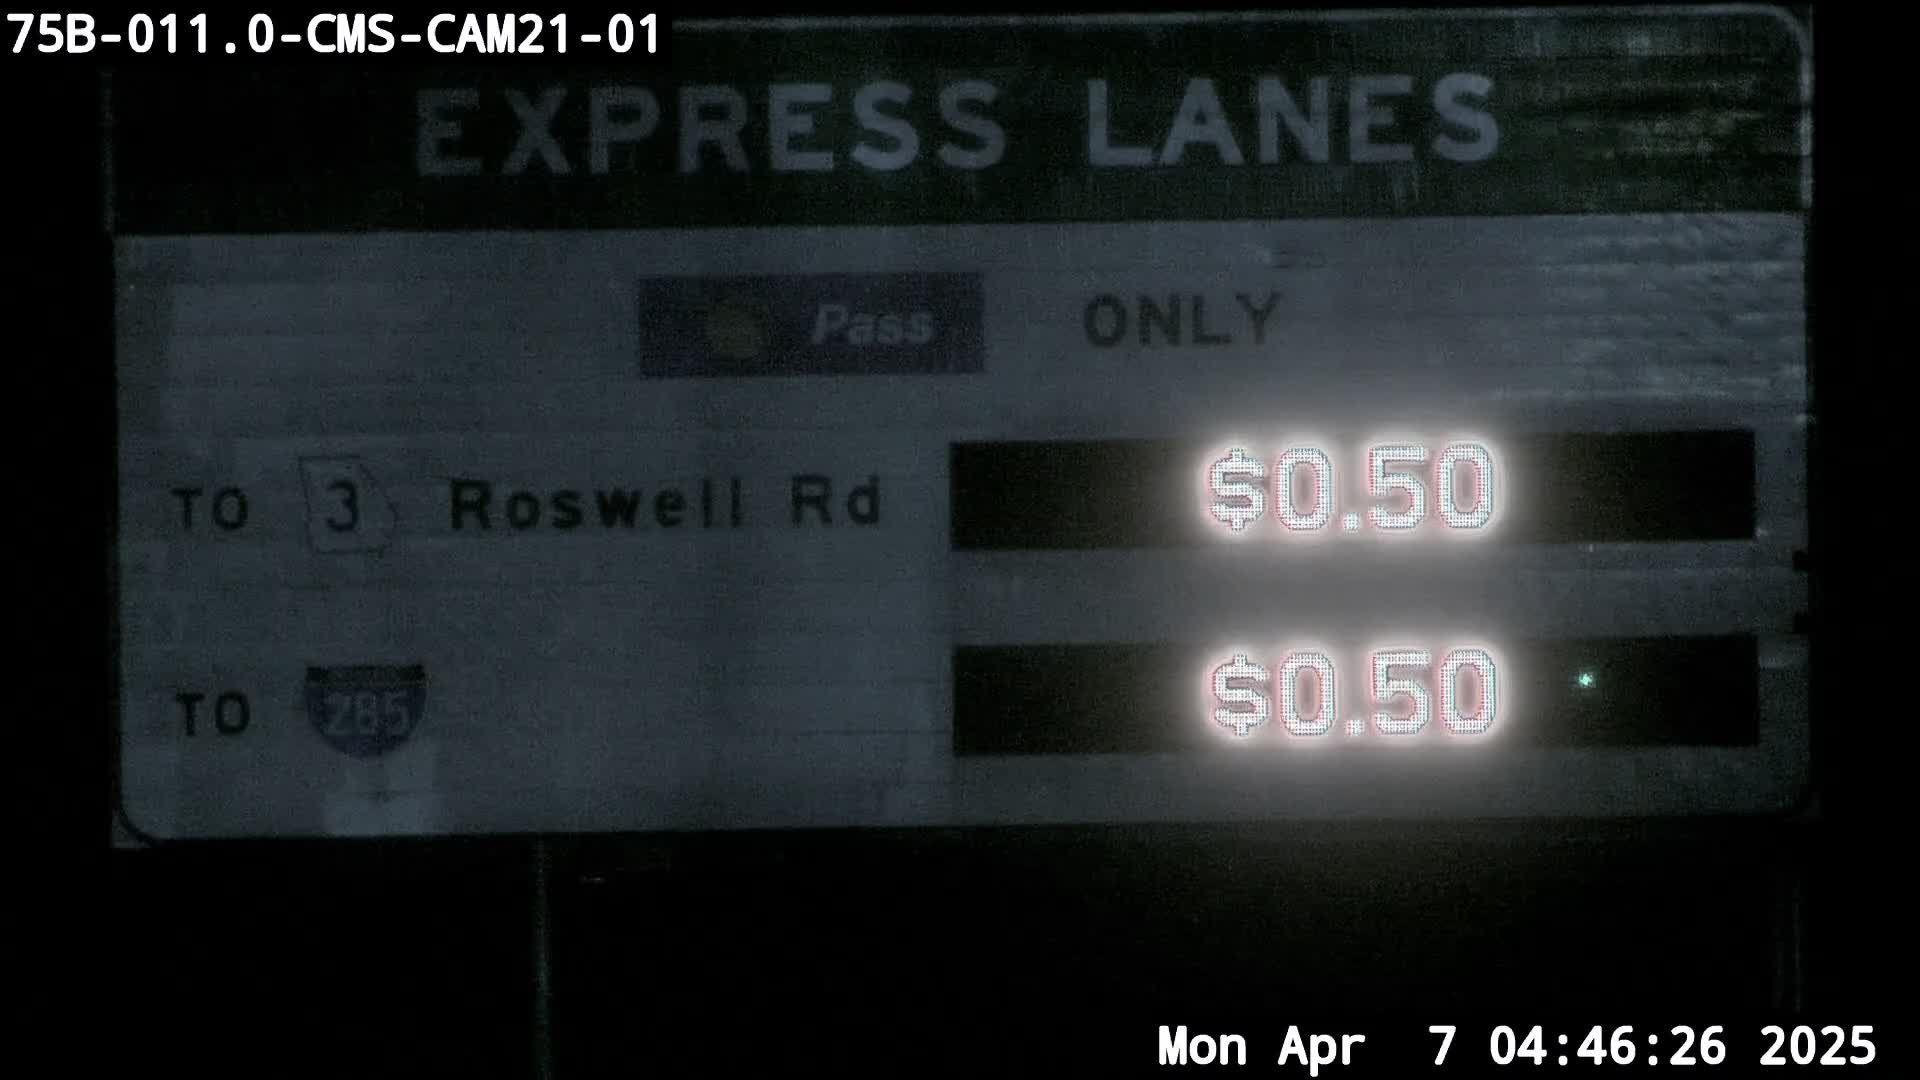 75B-011.0-CMS-CAM21-01
EXPRESS LANES
Pass ONLY
TO 3 Roswell Rd $0.50
TO 285 $0.50
Mon Apr 7 04:46:26 2025